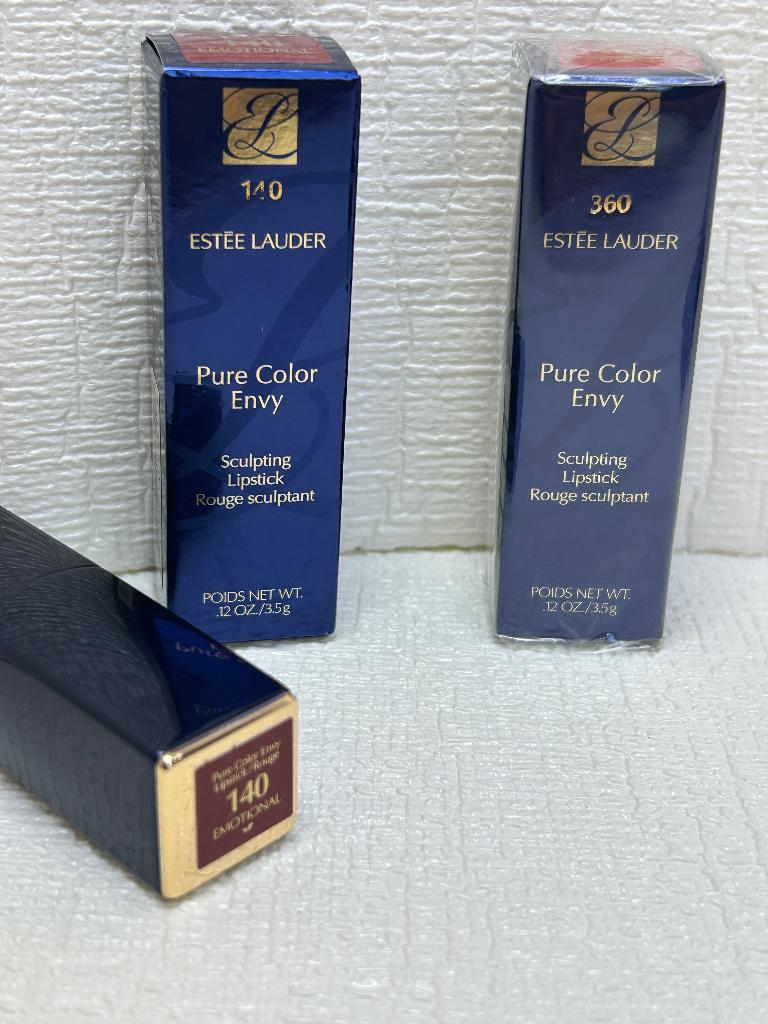 EMOTIONAL
EL
140
ESTĒE LAUDER
Pure Color
Envy
Sculpting
Lipstick
Rouge sculptant
POIDS NET WT.
.12 OZ./3.5g
EL
360
ESTĒE LAUDER
Pure Color
Envy
Sculpting
Lipstick
Rouge sculptant
POIDS NET WT.
.12 OZ./3.5g
Pure Color Envy
Lipstick/Rouge
140
EMOTIONAL